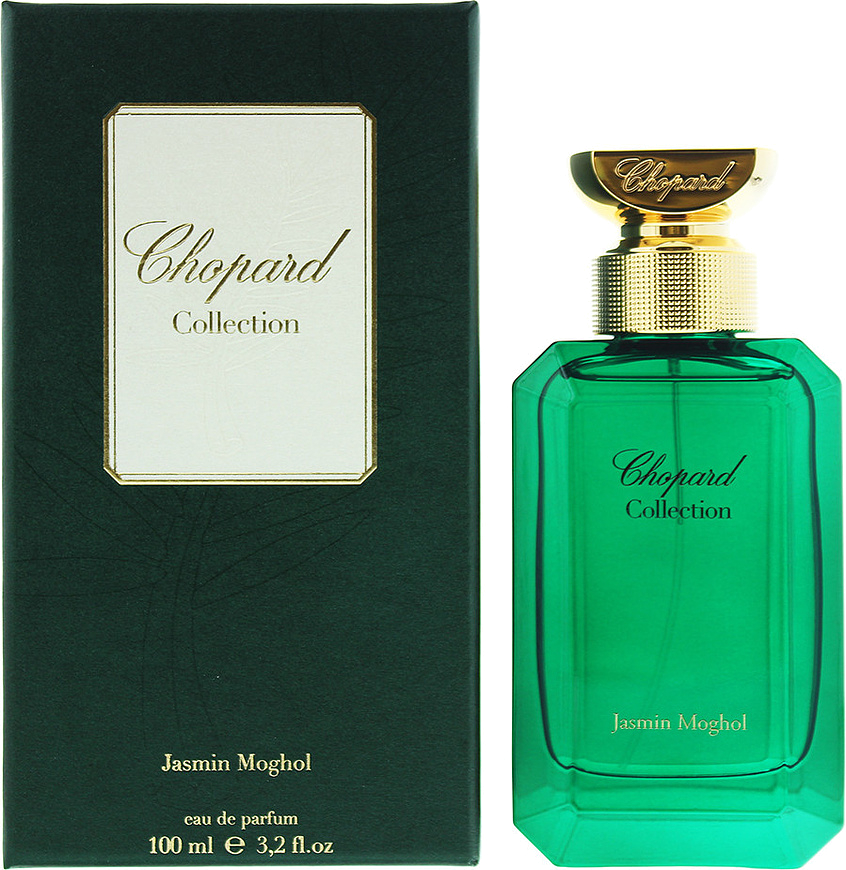 Chopard
Collection
Jasmin Moghol
eau de parfum
100 ml e 3,2 fl.oz
Chopard
Chopard
Collection
Jasmin Moghol